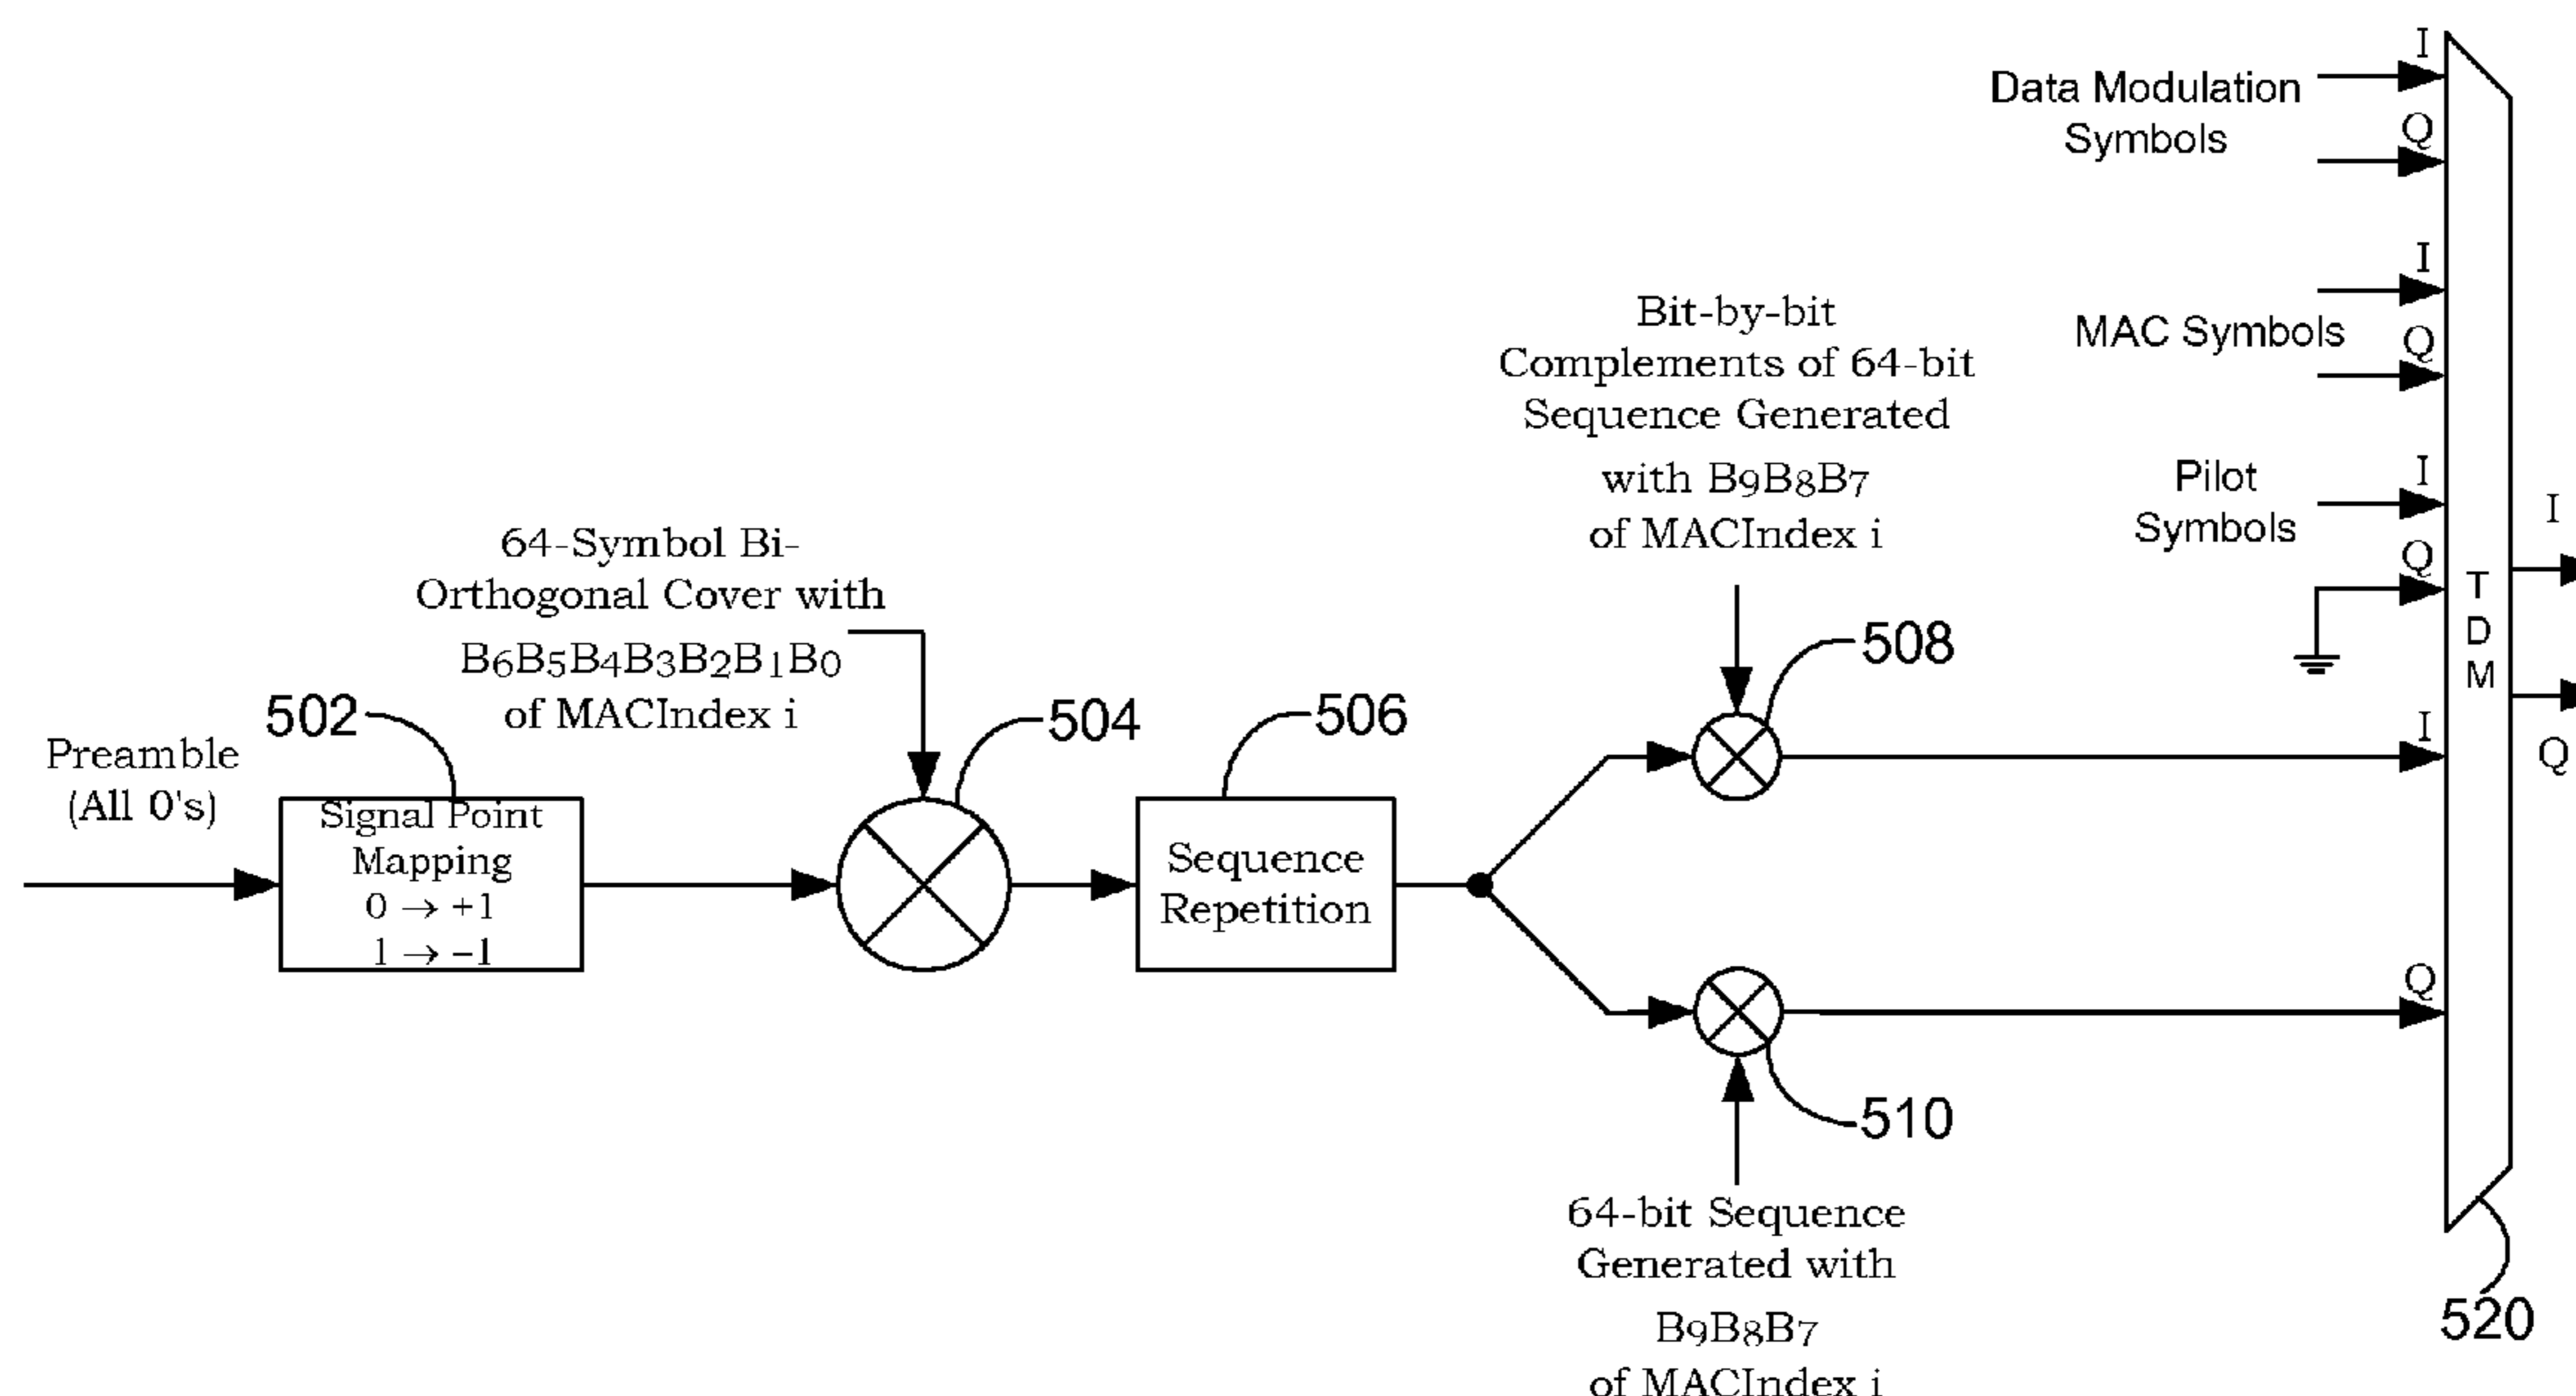 Preamble
(All 0's)
502
Signal Point
Mapping
0 → +1
1 → −1
64-Symbol Bi-
Orthogonal Cover with
B6B5B4B3B2B1B0
of MACIndex i
504
506
Sequence
Repetition
Bit-by-bit
Complements of 64-bit
Sequence Generated
with B9B8B7
of MACIndex i
508
510
64-bit Sequence
Generated with
B9B8B7
of MACIndex i
Data Modulation
Symbols
I
Q
MAC Symbols
I
Q
Pilot
Symbols
I
Q
I
Q
T
D
M
I
Q
520